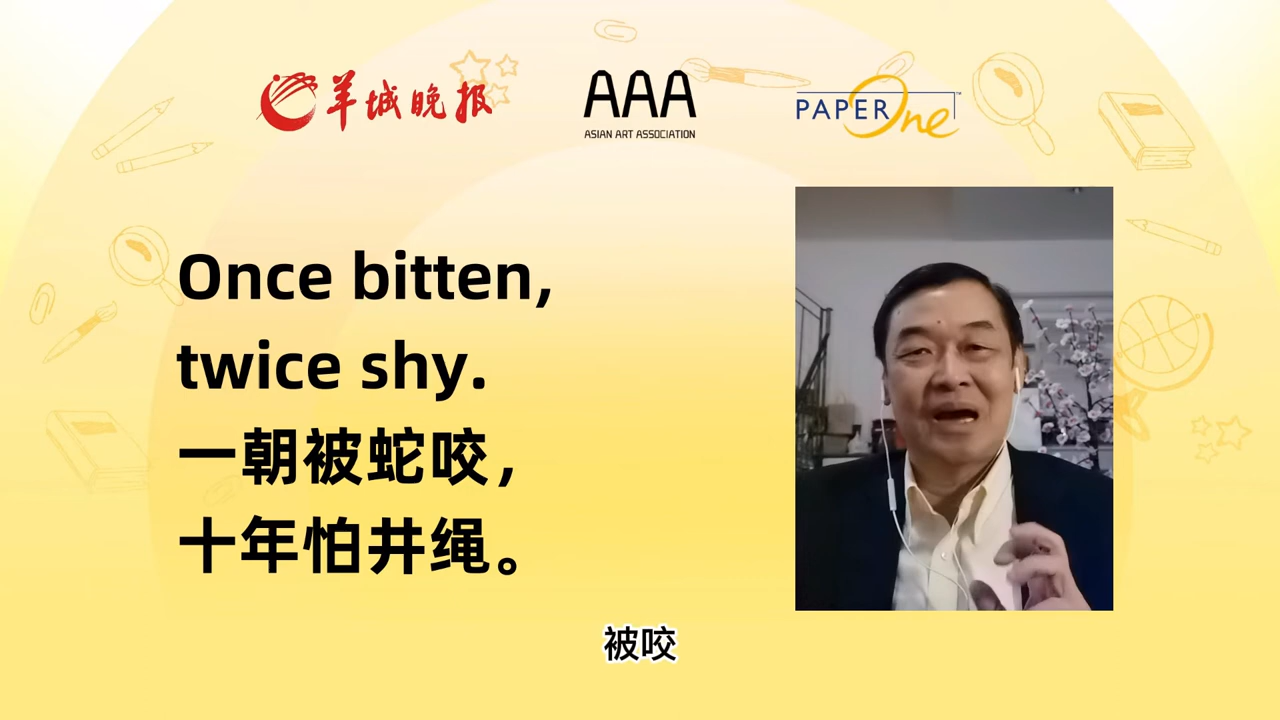 羊城晚报
AAA
ASIAN ART ASSOCIATION
PAPER One™
Once bitten,
twice shy.
一朝被蛇咬，
十年怕井绳。
被咬